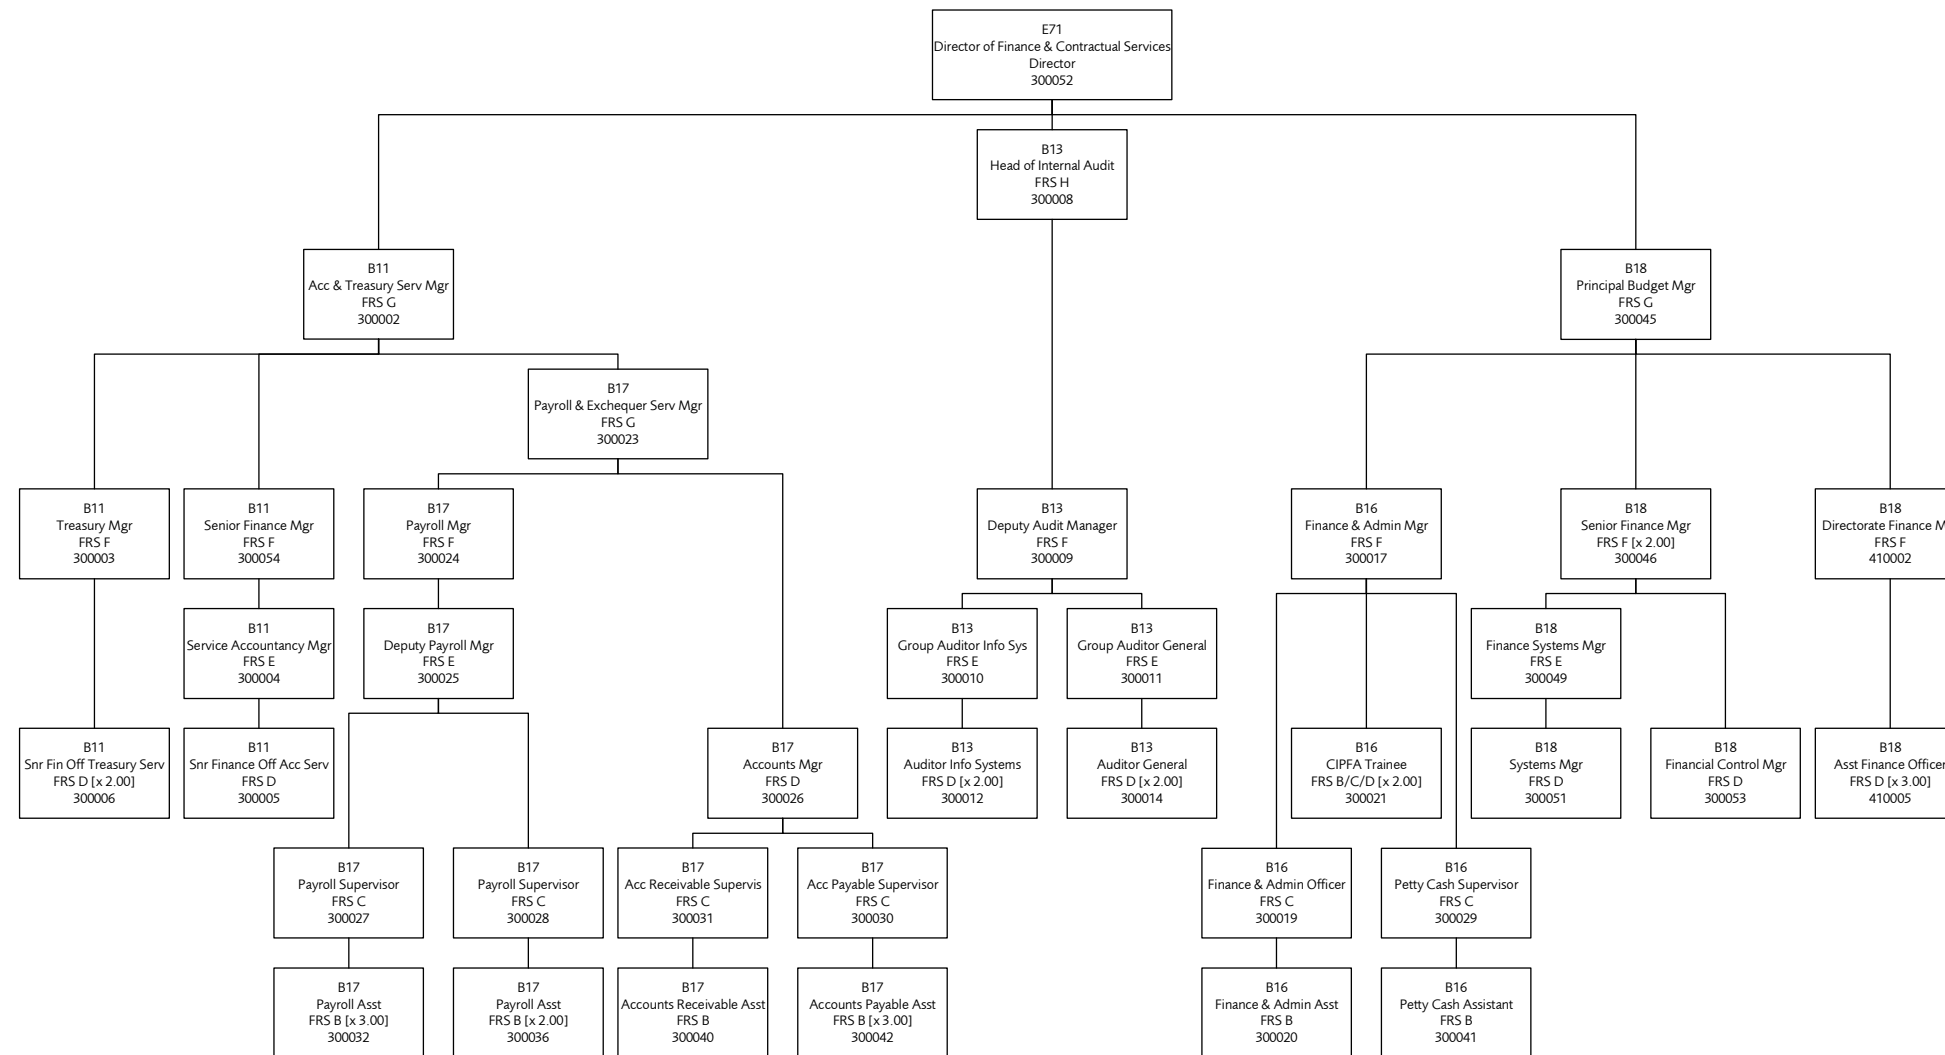 E71
Director of Finance & Contractual Services
Director
300052
B13
Head of Internal Audit
FRS H
300008
B11
Acc & Treasury Serv Mgr
FRS G
300002
B18
Principal Budget Mgr
FRS G
300045
B17
Payroll & Exchequer Serv Mgr
FRS G
300023
B11
Treasury Mgr
FRS F
300003
B11
Senior Finance Mgr
FRS F
300054
B17
Payroll Mgr
FRS F
300024
B13
Deputy Audit Manager
FRS F
300009
B16
Finance & Admin Mgr
FRS F
300017
B18
Senior Finance Mgr
FRS F [x 2.00]
300046
B18
Directorate Finance M
FRS F
410002
B11
Service Accountancy Mgr
FRS E
300004
B17
Deputy Payroll Mgr
FRS E
300025
B13
Group Auditor Info Sys
FRS E
300010
B13
Group Auditor General
FRS E
300011
B18
Finance Systems Mgr
FRS E
300049
B11
Snr Fin Off Treasury Serv
FRS D [x 2.00]
300006
B11
Snr Finance Off Acc Serv
FRS D
300005
B17
Accounts Mgr
FRS D
300026
B13
Auditor Info Systems
FRS D [x 2.00]
300012
B13
Auditor General
FRS D [x 2.00]
300014
B16
CIPFA Trainee
FRS B/C/D [x 2.00]
300021
B18
Systems Mgr
FRS D
300051
B18
Financial Control Mgr
FRS D
300053
B18
Asst Finance Officer
FRS D [x 3.00]
410005
B17
Payroll Supervisor
FRS C
300027
B17
Payroll Supervisor
FRS C
300028
B17
Acc Receivable Supervis
FRS C
300031
B17
Acc Payable Supervisor
FRS C
300030
B16
Finance & Admin Officer
FRS C
300019
B16
Petty Cash Supervisor
FRS C
300029
B17
Payroll Asst
FRS B [x 3.00]
300032
B17
Payroll Asst
FRS B [x 2.00]
300036
B17
Accounts Receivable Asst
FRS B
300040
B17
Accounts Payable Asst
FRS B [x 3.00]
300042
B16
Finance & Admin Asst
FRS B
300020
B16
Petty Cash Assistant
FRS B
300041